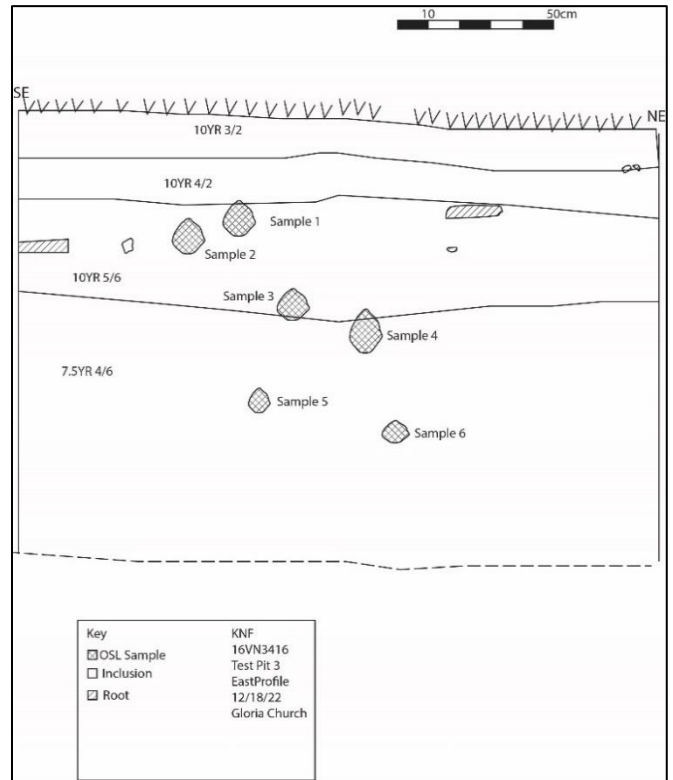 10 50cm
SE
NE
10YR 3/2
10YR 4/2
Sample 1
Sample 2
10YR 5/6
Sample 3
Sample 4
7.5YR 4/6
Sample 5
Sample 6
Key
OSL Sample
Inclusion
Root
KNF
16VN3416
Test Pit 3
EastProfile
12/18/22
Gloria Church